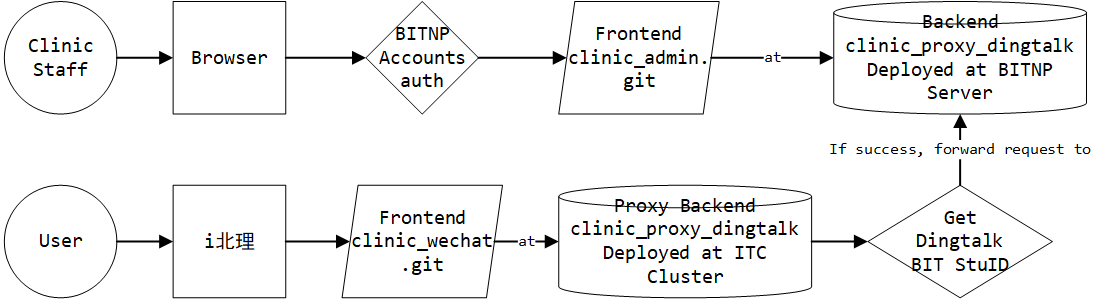 Clinic
Staff
Browser
BITNP
Accounts
auth
Frontend
clinic_admin.
git
at
Backend
clinic_proxy_dingtalk
Deployed at BITNP
Server
If success, forward request to
User
i北理
Frontend
clinic_wechat
.git
at
Proxy Backend
clinic_proxy_dingtalk
Deployed at ITC
Cluster
Get
Dingtalk
BIT StuID